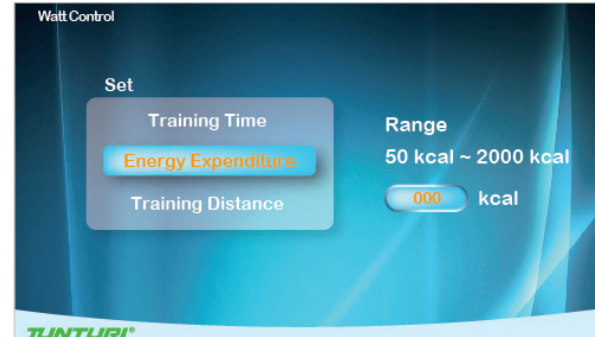 Watt Control
Set
Training Time
Energy Expenditure
Training Distance
Range
50 kcal ~ 2000 kcal
000 kcal
TUNTURI®